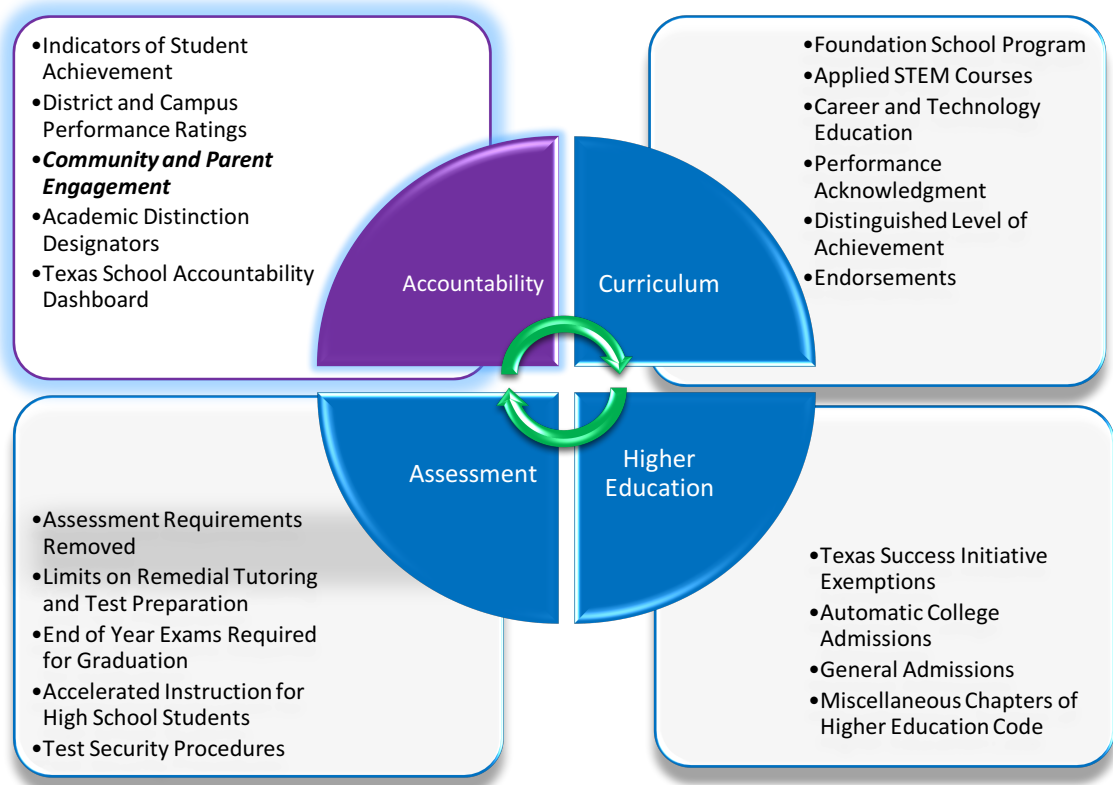 •Indicators of Student
Achievement
•District and Campus
Performance Ratings
•Community and Parent
Engagement
•Academic Distinction
Designators
•Texas School Accountability
Dashboard
Accountability
Curriculum
•Foundation School Program
•Applied STEM Courses
•Career and Technology
Education
•Performance
Acknowledgment
•Distinguished Level of
Achievement
•Endorsements
•Assessment Requirements
Removed
•Limits on Remedial Tutoring
and Test Preparation
•End of Year Exams Required
for Graduation
•Accelerated Instruction for
High School Students
•Test Security Procedures
Assessment
Higher
Education
•Texas Success Initiative
Exemptions
•Automatic College
Admissions
•General Admissions
•Miscellaneous Chapters of
Higher Education Code